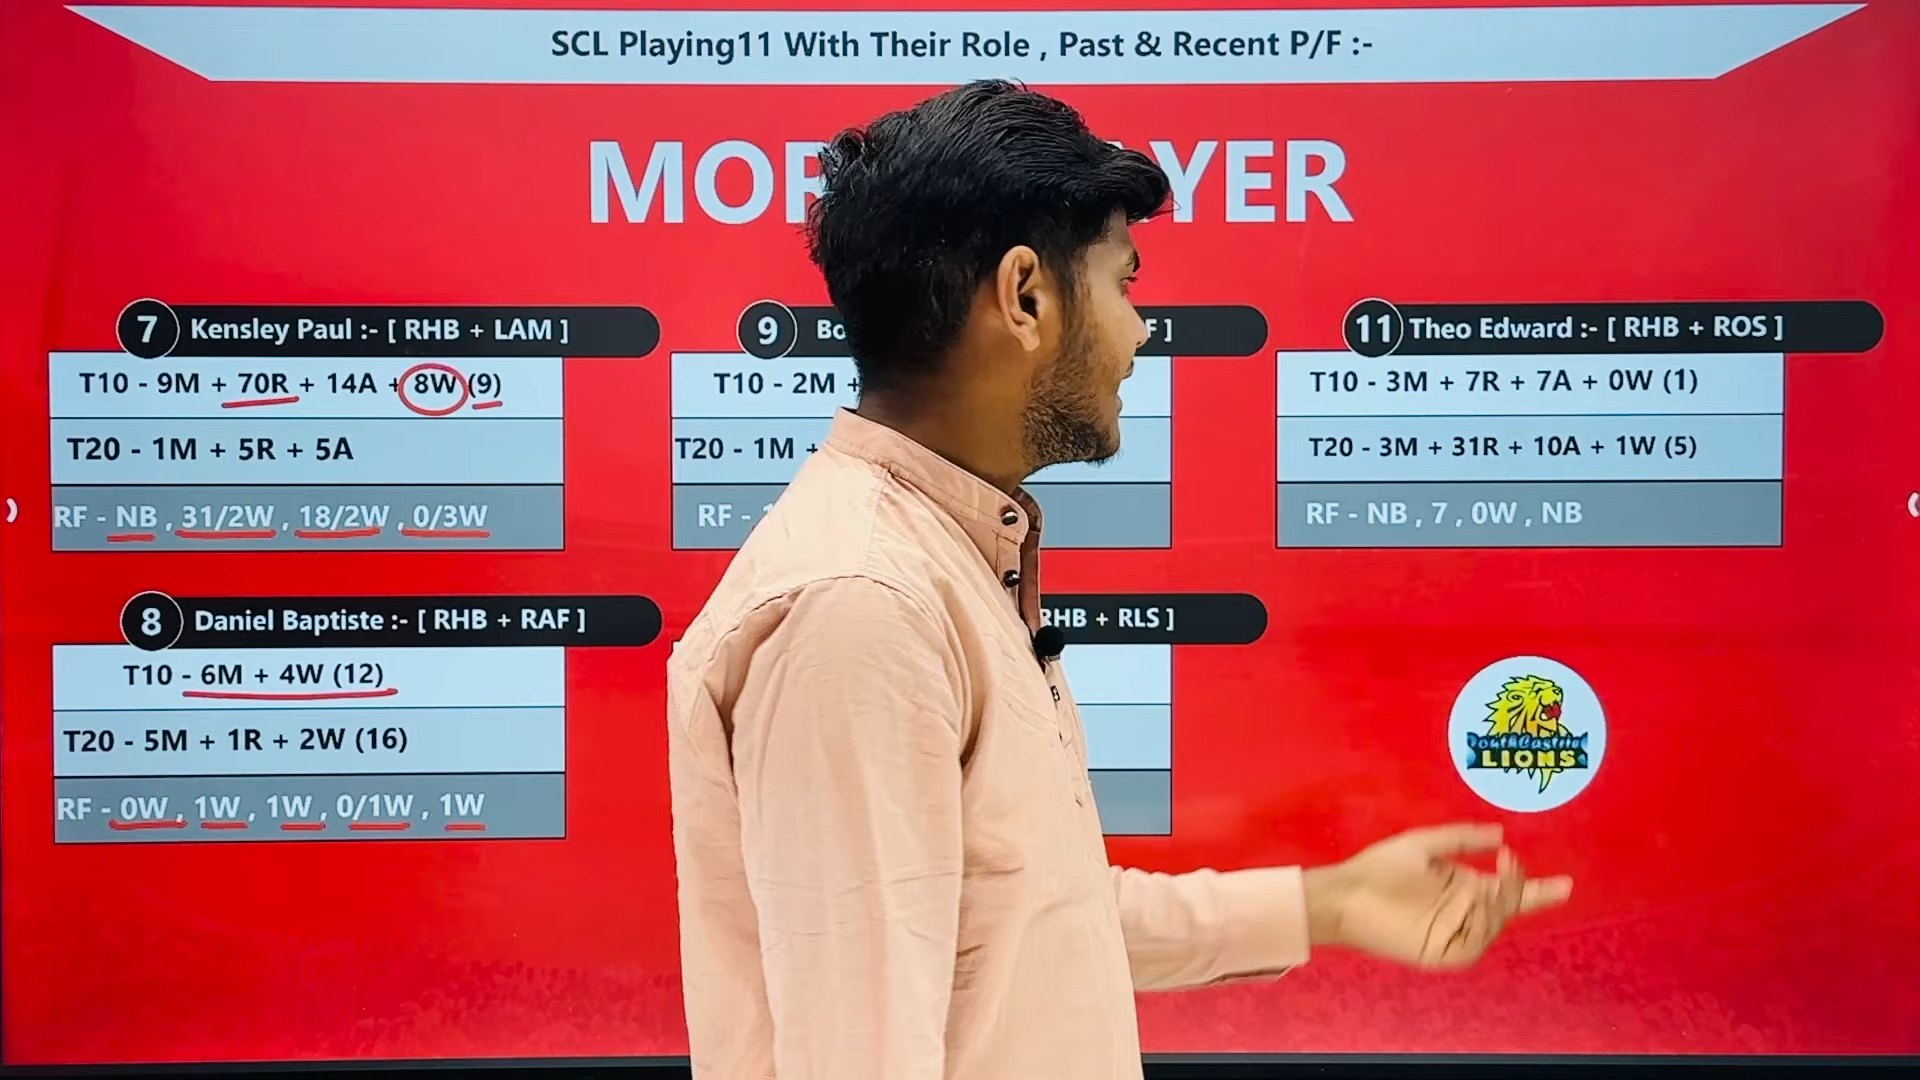 SCL Playing11 With Their Role , Past & Recent P/F :-
7 Kensley Paul :- [ RHB + LAM ]
T10 - 9M + 70R + 14A + 8W (9)
T20 - 1M + 5R + 5A
RF - NB , 31/2W , 18/2W , 0/3W
8 Daniel Baptiste :- [ RHB + RAF ]
T10 - 6M + 4W (12)
T20 - 5M + 1R + 2W (16)
RF - 0W , 1W , 1W , 0/1W , 1W
9
T10 - 2M +
T20 - 1M +
RF -
RHB + RLS ]
11 Theo Edward :- [ RHB + ROS ]
T10 - 3M + 7R + 7A + 0W (1)
T20 - 3M + 31R + 10A + 1W (5)
RF - NB , 7 , 0W , NB
LIONS